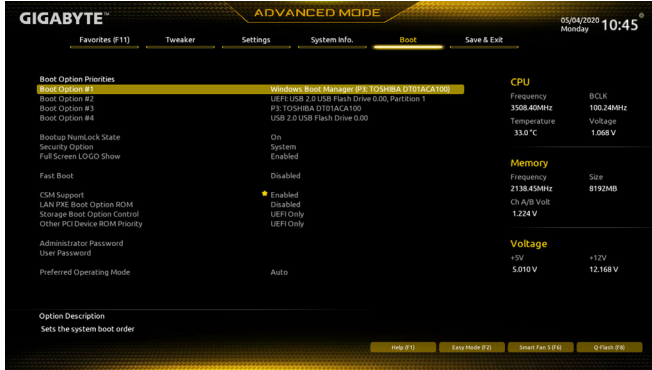 GIGABYTE™
ADVANCED MODE
05/04/2020
Monday
10:45
Favorites (F11) Tweaker Settings System Info. Boot Save & Exit
Boot Option Priorities
Boot Option #1 Windows Boot Manager (P3: TOSHIBA DT01ACA100)
Boot Option #2 UEFI: USB 2.0 USB Flash Drive 0.00, Partition 1
Boot Option #3 P3: TOSHIBA DT01ACA100
Boot Option #4 USB 2.0 USB Flash Drive 0.00
Bootup NumLock State On
Security Option System
Full Screen LOGO Show Enabled
Fast Boot Disabled
CSM Support Enabled
LAN PXE Boot Option ROM Disabled
Storage Boot Option Control UEFI Only
Other PCI Device ROM Priority UEFI Only
Administrator Password
User Password
Preferred Operating Mode Auto
CPU
Frequency BCLK
3508.40MHz 100.24MHz
Temperature Voltage
33.0 °C 1.068 V
Memory
Frequency Size
2138.45MHz 8192MB
Ch A/B Volt
1.224 V
Voltage
+5V +12V
5.010 V 12.168 V
Option Description
Sets the system boot order
Help (F1) Easy Mode (F2) Smart Fan 5 (F6) Q-Flash (F8)